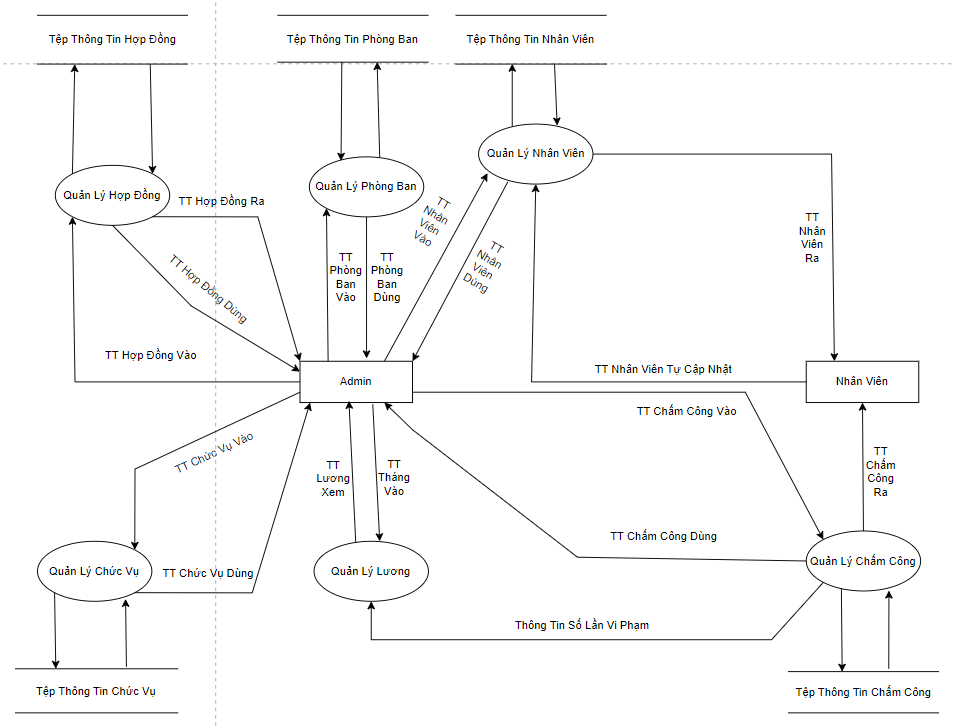 Tệp Thông Tin Hợp Đồng
Tệp Thông Tin Phòng Ban
Tệp Thông Tin Nhân Viên
Quản Lý Nhân Viên
Quản Lý Phòng Ban
Quản Lý Hợp Đồng
TT Hợp Đồng Ra
TT
Nhân
Viên
Vào
TT
Nhân
Viên
Ra
TT
Nhân
Viên
Dùng
TT
Phòng
Ban
Vào
TT
Phòng
Ban
Dùng
TT Hợp Đồng Dùng
TT Hợp Đồng Vào
Admin
TT Nhân Viên Tự Cập Nhật
Nhân Viên
TT Chấm Công Vào
TT Chức Vụ Vào
TT
Lương
Xem
TT
Tháng
Vào
TT
Chấm
Công
Ra
TT Chấm Công Dùng
Quản Lý Chức Vụ
TT Chức Vụ Dùng
Quản Lý Lương
Quản Lý Chấm Công
Thông Tin Số Lần Vi Phạm
Tệp Thông Tin Chức Vụ
Tệp Thông Tin Chấm Công